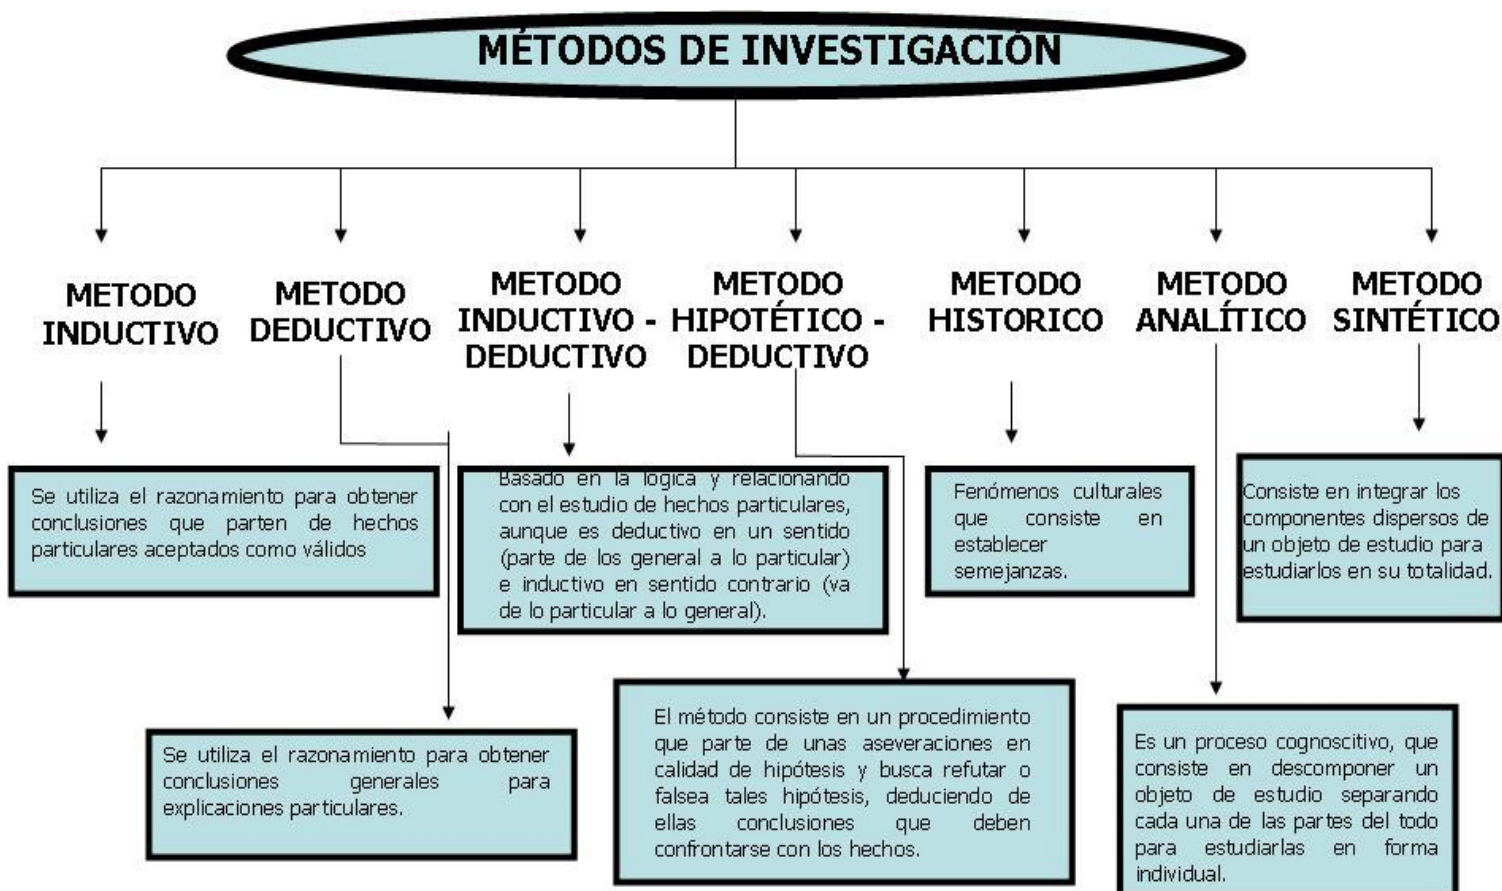 MÉTODOS DE INVESTIGACIÓN
METODO
INDUCTIVO
METODO
DEDUCTIVO
METODO
INDUCTIVO -
DEDUCTIVO
METODO
HIPOTÉTICO -
DEDUCTIVO
METODO
HISTORICO
METODO
ANALÍTICO
METODO
SINTÉTICO
Se utiliza el razonamiento para obtener
conclusiones que parten de hechos
particulares aceptados como válidos
Se utiliza el razonamiento para obtener
conclusiones generales para
explicaciones particulares.
Basado en la lógica y relacionando
con el estudio de hechos particulares,
aunque es deductivo en un sentido
(parte de los general a lo particular)
e inductivo en sentido contrario (va
de lo particular a lo general).
El método consiste en un procedimiento
que parte de unas aseveraciones en
calidad de hipótesis y busca refutar o
falsea tales hipótesis, deduciendo de
ellas conclusiones que deben
confrontarse con los hechos.
Fenómenos culturales
que consiste en
establecer
semejanzas.
Es un proceso cognoscitivo, que
consiste en descomponer un
objeto de estudio separando
cada una de las partes del todo
para estudiarlas en forma
individual.
Consiste en integrar los
componentes dispersos de
un objeto de estudio para
estudiarlos en su totalidad.